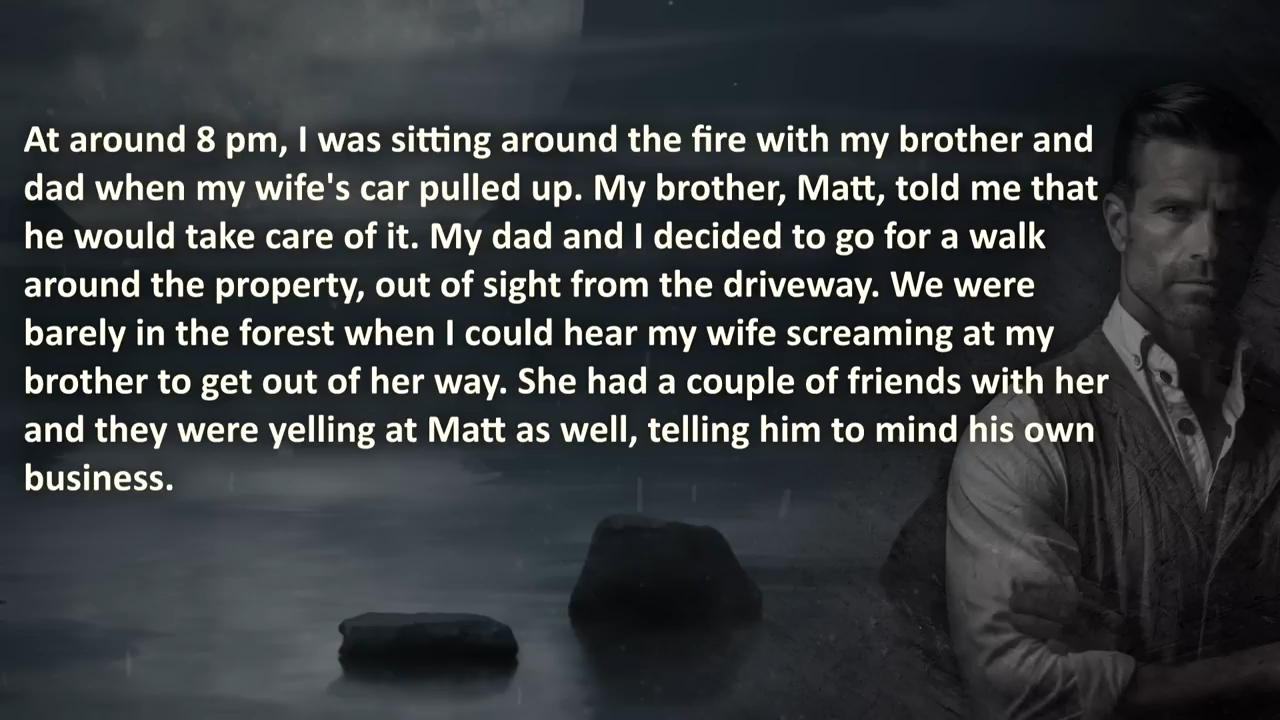 At around 8 pm, I was sitting around the fire with my brother and
dad when my wife's car pulled up. My brother, Matt, told me that
he would take care of it. My dad and I decided to go for a walk
around the property, out of sight from the driveway. We were
barely in the forest when I could hear my wife screaming at my
brother to get out of her way. She had a couple of friends with her
and they were yelling at Matt as well, telling him to mind his own
business.